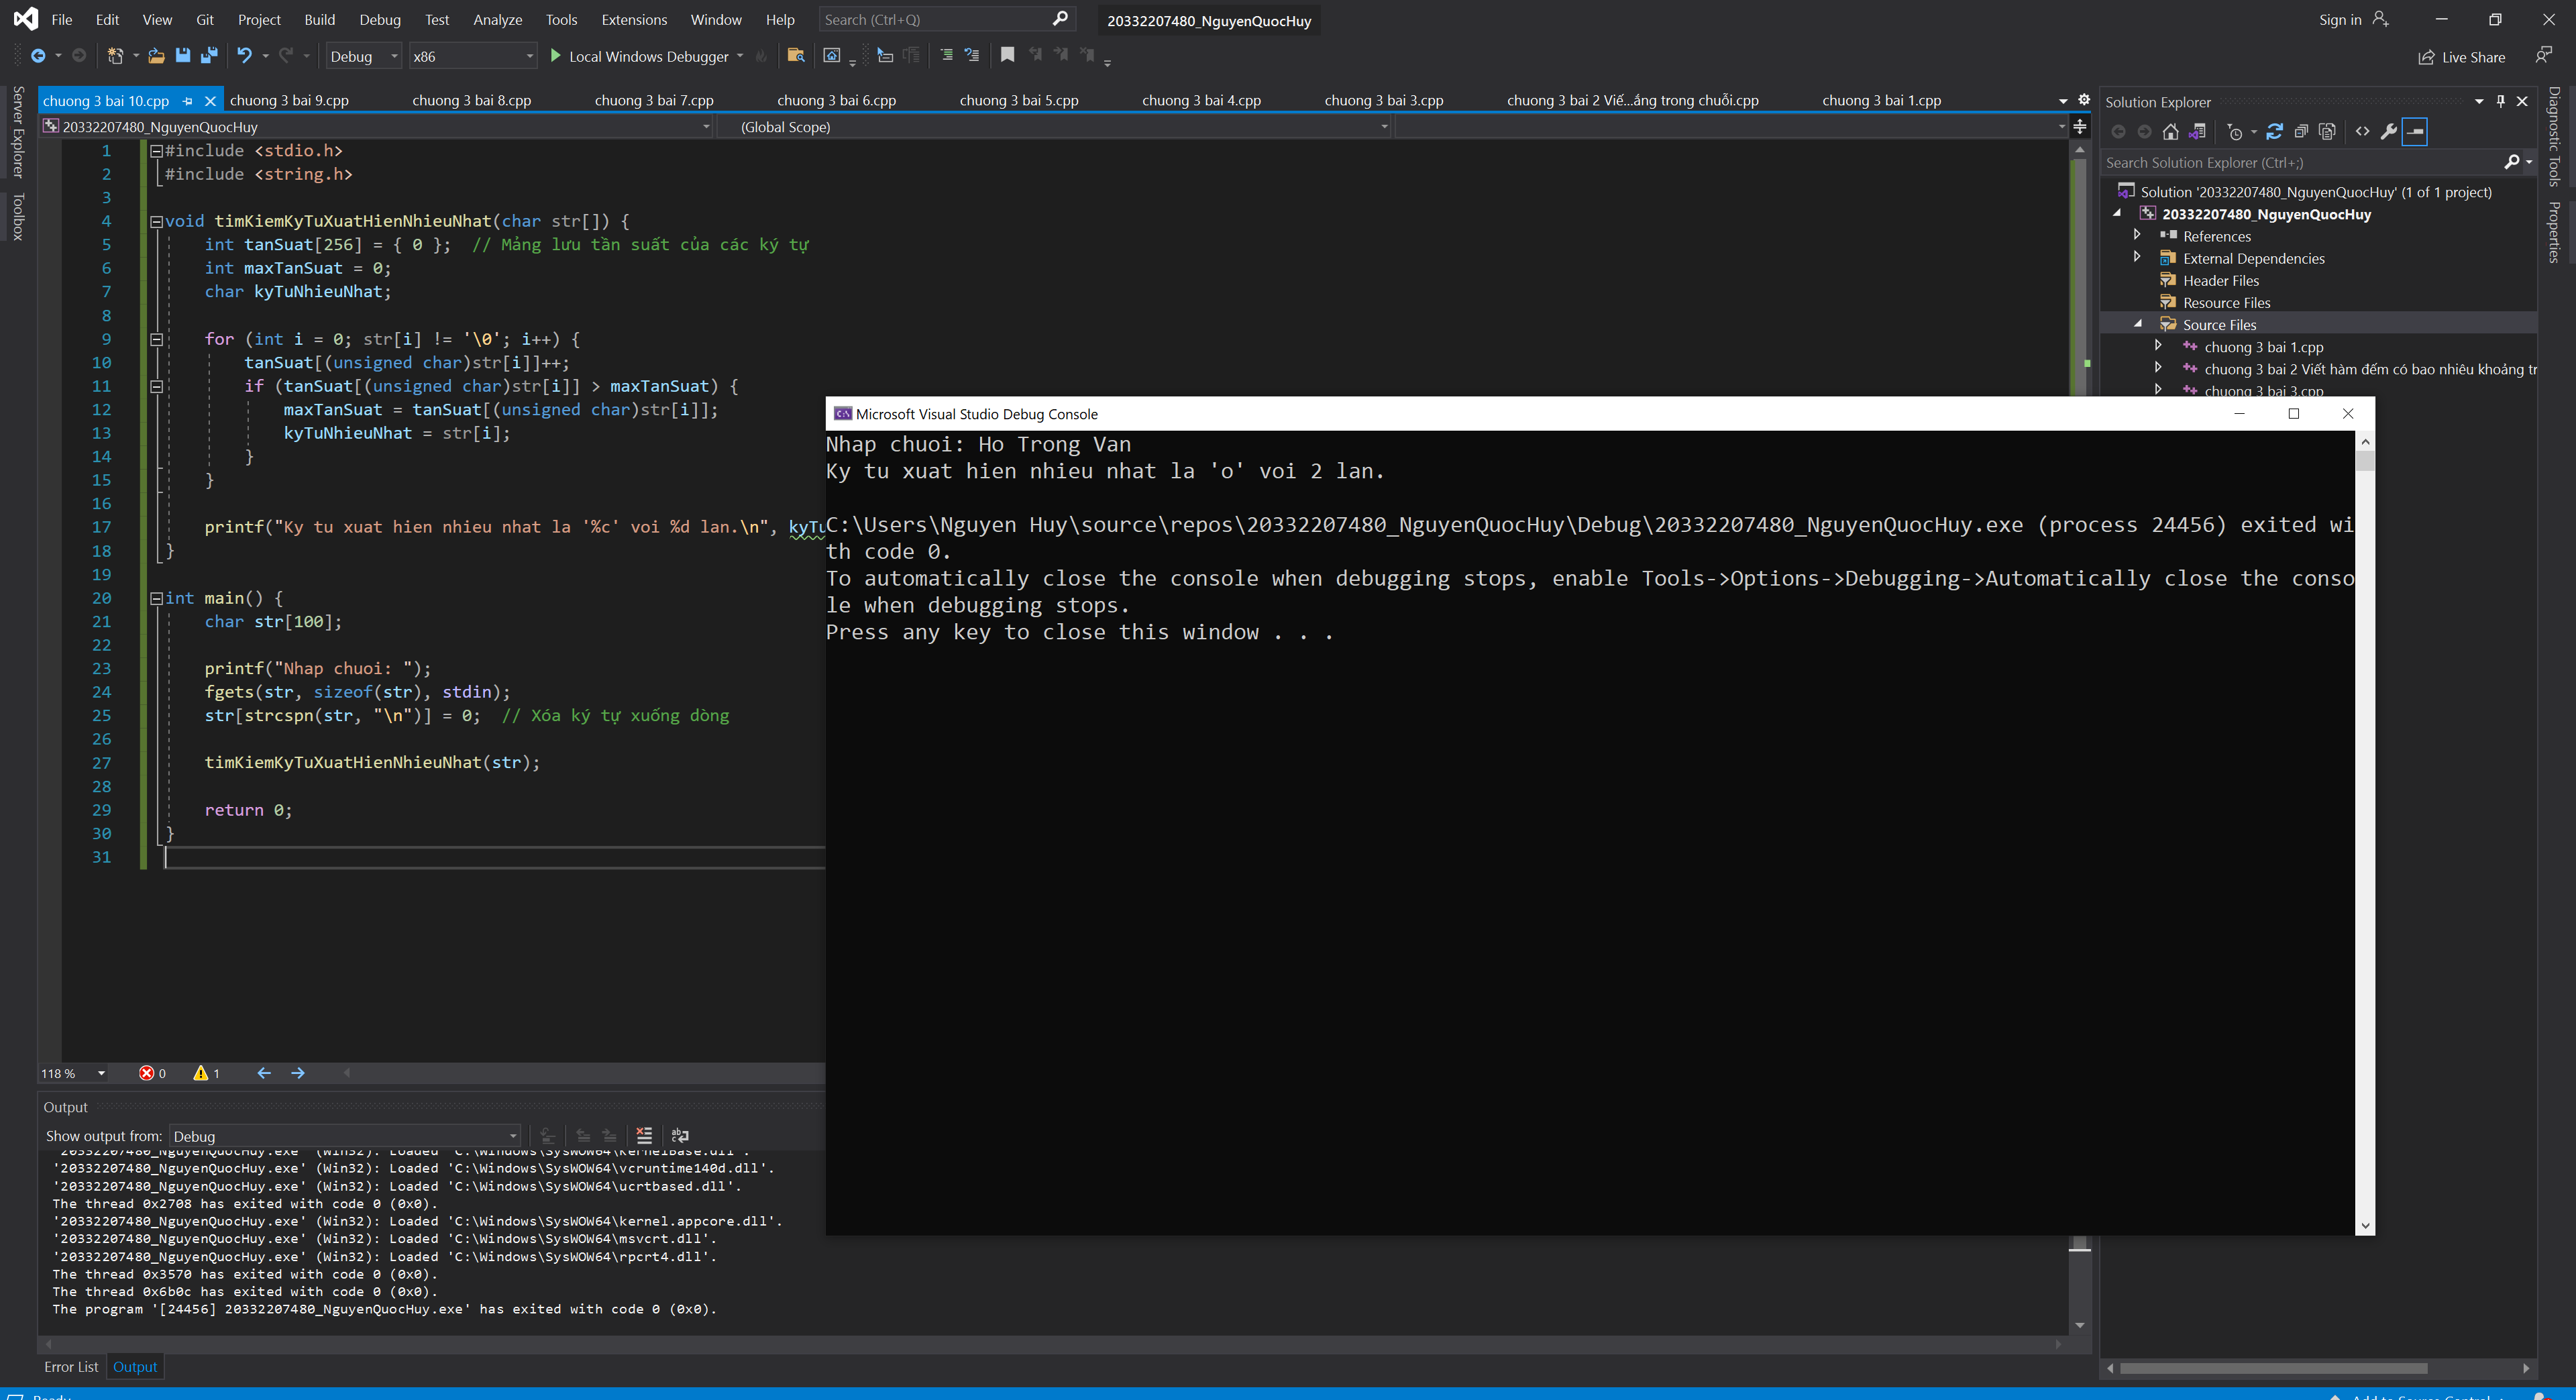 File Edit View Git Project Build Debug Test Analyze Tools Extensions Window Help Search (Ctrl+Q) 20332207480_NguyenQuocHuy Sign in
Debug x86 Local Windows Debugger Live Share
chuong 3 bai 10.cpp chuong 3 bai 9.cpp chuong 3 bai 8.cpp chuong 3 bai 7.cpp chuong 3 bai 6.cpp chuong 3 bai 5.cpp chuong 3 bai 4.cpp chuong 3 bai 3.cpp chuong 3 bai 2 Viế...ắng trong chuỗi.cpp chuong 3 bai 1.cpp
20332207480_NguyenQuocHuy (Global Scope)
Server Explorer
Toolbox
1 #include <stdio.h>
2 #include <string.h>
3
4 void timKiemKyTuXuatHienNhieuNhat(char str[]) {
5 int tanSuat[256] = { 0 }; // Mảng lưu tần suất của các ký tự
6 int maxTanSuat = 0;
7 char kyTuNhieuNhat;
8
9 for (int i = 0; str[i] != '\0'; i++) {
10 tanSuat[(unsigned char)str[i]]++;
11 if (tanSuat[(unsigned char)str[i]] > maxTanSuat) {
12 maxTanSuat = tanSuat[(unsigned char)str[i]];
13 kyTuNhieuNhat = str[i];
14 }
15 }
16
17 printf("Ky tu xuat hien nhieu nhat la '%c' voi %d lan.\n", kyTu
18 }
19
20 int main() {
21 char str[100];
22
23 printf("Nhap chuoi: ");
24 fgets(str, sizeof(str), stdin);
25 str[strcspn(str, "\n")] = 0; // Xóa ký tự xuống dòng
26
27 timKiemKyTuXuatHienNhieuNhat(str);
28
29 return 0;
30 }
31
118 % 0 1
Output
Show output from: Debug
'20332207480_NguyenQuocHuy.exe' (Win32): Loaded 'C:\Windows\SysWOW64\KernelBase.dll'.
'20332207480_NguyenQuocHuy.exe' (Win32): Loaded 'C:\Windows\SysWOW64\vcruntime140d.dll'.
'20332207480_NguyenQuocHuy.exe' (Win32): Loaded 'C:\Windows\SysWOW64\ucrtbased.dll'.
The thread 0x2708 has exited with code 0 (0x0).
'20332207480_NguyenQuocHuy.exe' (Win32): Loaded 'C:\Windows\SysWOW64\kernel.appcore.dll'.
'20332207480_NguyenQuocHuy.exe' (Win32): Loaded 'C:\Windows\SysWOW64\msvcrt.dll'.
'20332207480_NguyenQuocHuy.exe' (Win32): Loaded 'C:\Windows\SysWOW64\rpcrt4.dll'.
The thread 0x3570 has exited with code 0 (0x0).
The thread 0x6b0c has exited with code 0 (0x0).
The program '[24456] 20332207480_NguyenQuocHuy.exe' has exited with code 0 (0x0).
Error List Output
Ready
Microsoft Visual Studio Debug Console
Nhap chuoi: Ho Trong Van
Ky tu xuat hien nhieu nhat la 'o' voi 2 lan.
C:\Users\Nguyen Huy\source\repos\20332207480_NguyenQuocHuy\Debug\20332207480_NguyenQuocHuy.exe (process 24456) exited wi
th code 0.
To automatically close the console when debugging stops, enable Tools->Options->Debugging->Automatically close the conso
le when debugging stops.
Press any key to close this window . . .
Solution Explorer
Search Solution Explorer (Ctrl+;)
Solution '20332207480_NguyenQuocHuy' (1 of 1 project)
20332207480_NguyenQuocHuy
References
External Dependencies
Header Files
Resource Files
Source Files
chuong 3 bai 1.cpp
chuong 3 bai 2 Viết hàm đếm có bao nhiêu khoảng tr
chuong 3 bai 3.cpp
Diagnostic Tools
Properties
Add to Source Control